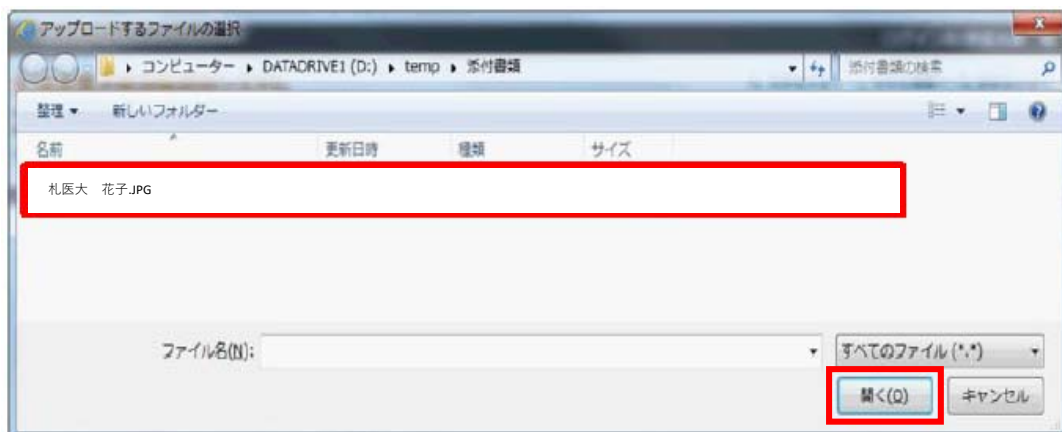 アップロードするファイルの選択
コンピューター ▸ DATADRIVE1 (D:) ▸ temp ▸ 添付書類 添付書類の検索
整理 ▼ 新しいフォルダー
名前 更新日時 種類 サイズ
札医大　花子.JPG
ファイル名(N): すべてのファイル (*.*)
開く(O) キャンセル